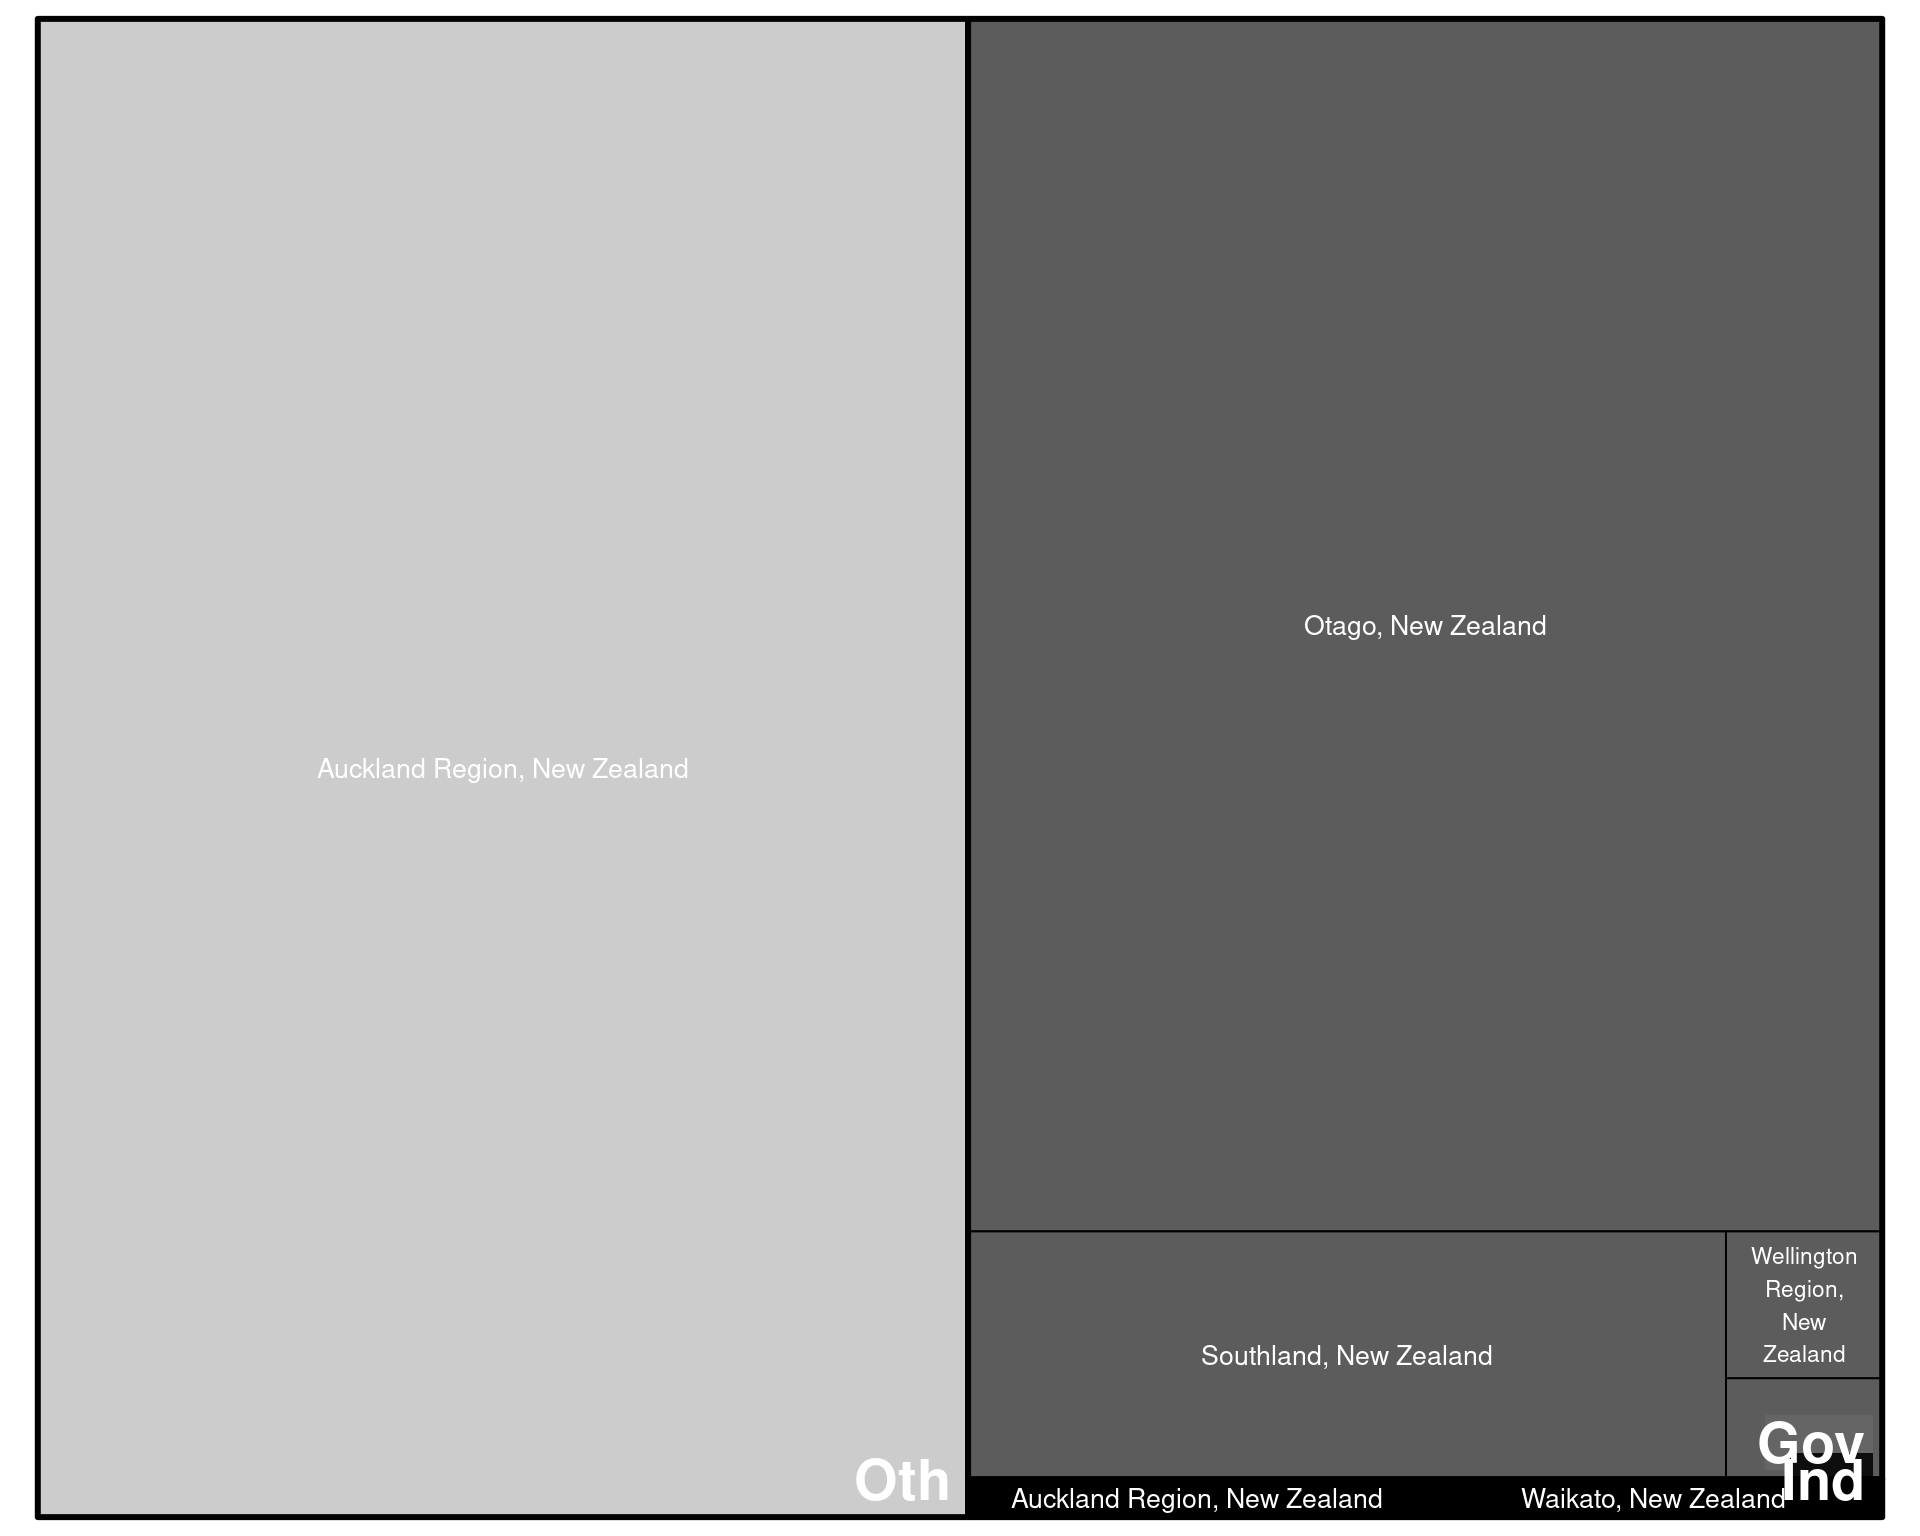 Auckland Region, New Zealand
Oth
Otago, New Zealand
Southland, New Zealand
Wellington
Region,
New
Zealand
Gov
Auckland Region, New Zealand
Waikato, New Zealand
Ind